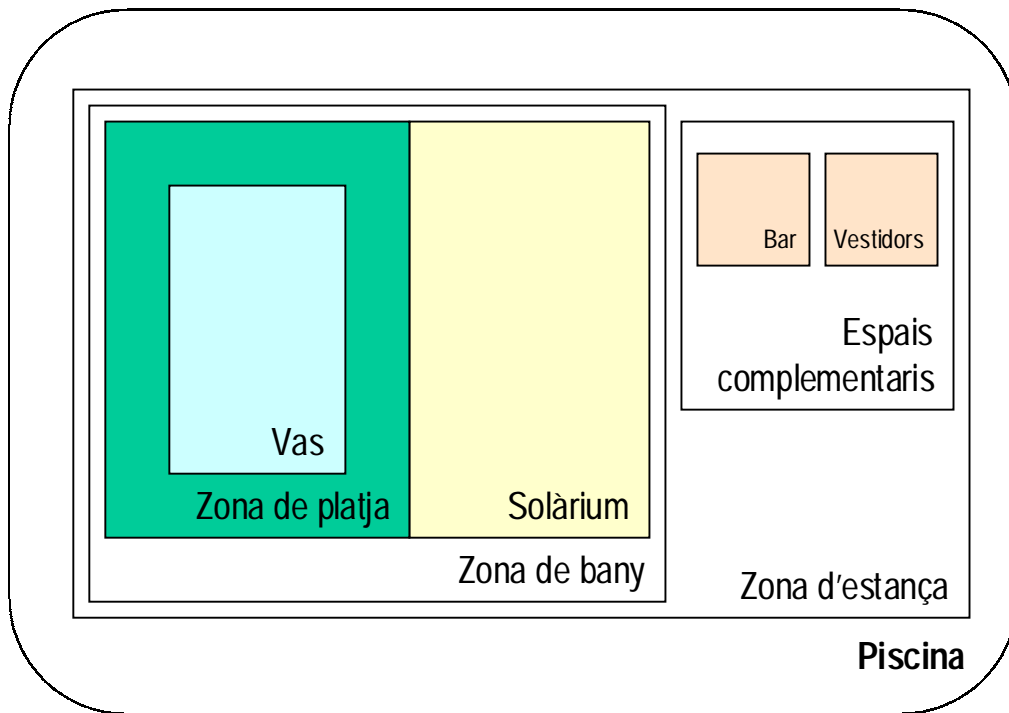 Bar
Vestidors
Espais
complementaris
Vas
Zona de platja
Solàrium
Zona de bany
Zona d'estança
Piscina